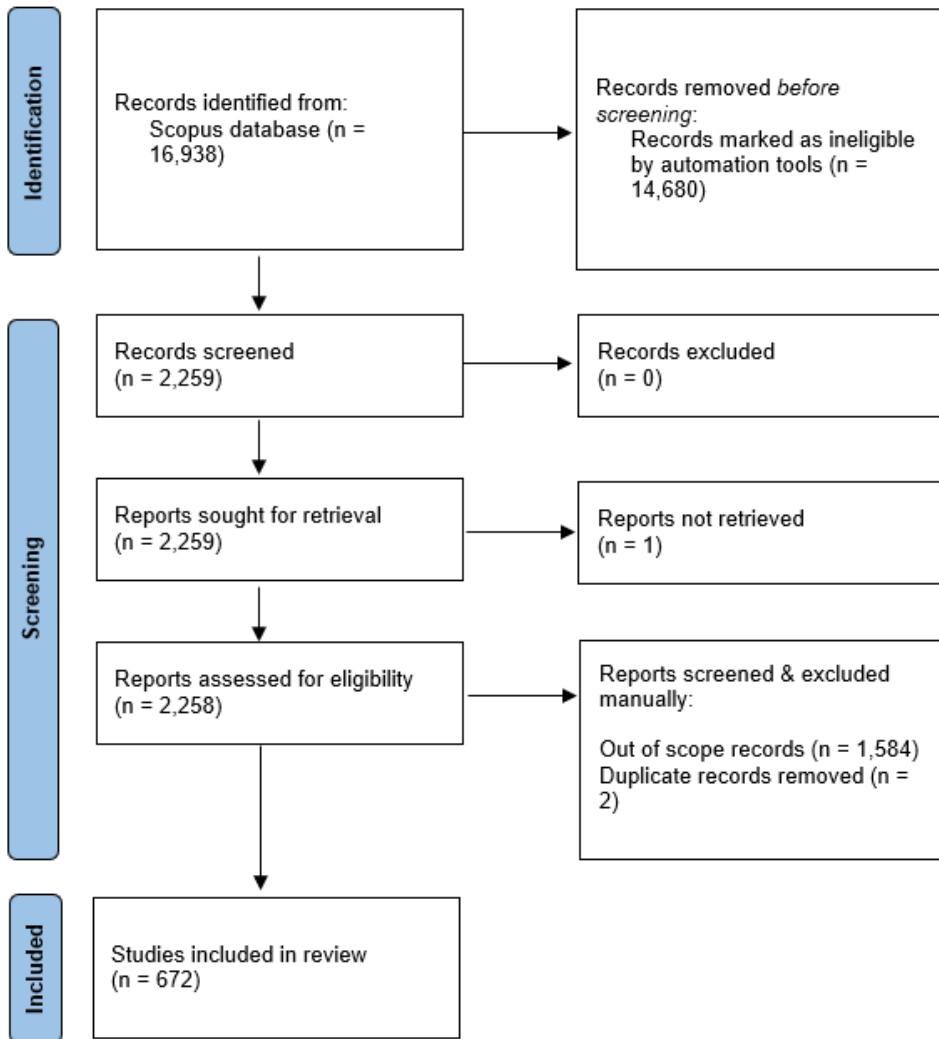 Identification
Records identified from:
Scopus database (n =
16,938)
Records removed before
screening:
Records marked as ineligible
by automation tools (n =
14,680)
Screening
Records screened
(n = 2,259)
Records excluded
(n = 0)
Reports sought for retrieval
(n = 2,259)
Reports not retrieved
(n = 1)
Reports assessed for eligibility
(n = 2,258)
Reports screened & excluded
manually:
Out of scope records (n = 1,584)
Duplicate records removed (n =
2)
Included
Studies included in review
(n = 672)